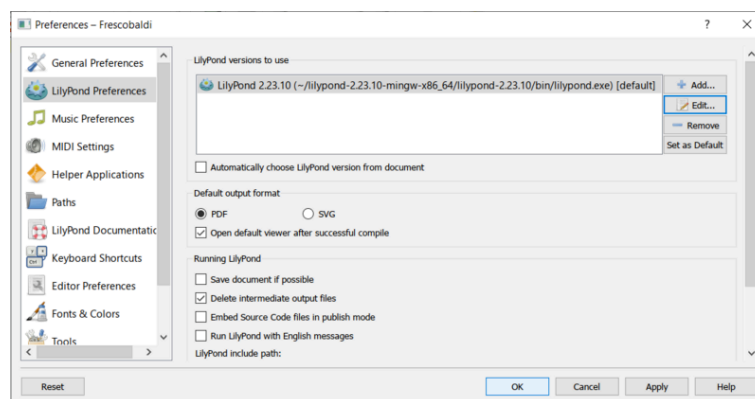 Preferences – Frescobaldi
?
General Preferences
LilyPond Preferences
Music Preferences
MIDI Settings
Helper Applications
Paths
LilyPond Documentatic
Keyboard Shortcuts
Editor Preferences
Fonts & Colors
Tools
LilyPond versions to use
LilyPond 2.23.10 (~/lilypond-2.23.10-mingw-x86_64/lilypond-2.23.10/bin/lilypond.exe) [default]
Add...
Edit...
Remove
Set as Default
Automatically choose LilyPond version from document
Default output format
PDF SVG
Open default viewer after successful compile
Running LilyPond
Save document if possible
Delete intermediate output files
Embed Source Code files in publish mode
Run LilyPond with English messages
LilyPond include path:
Reset OK Cancel Apply Help